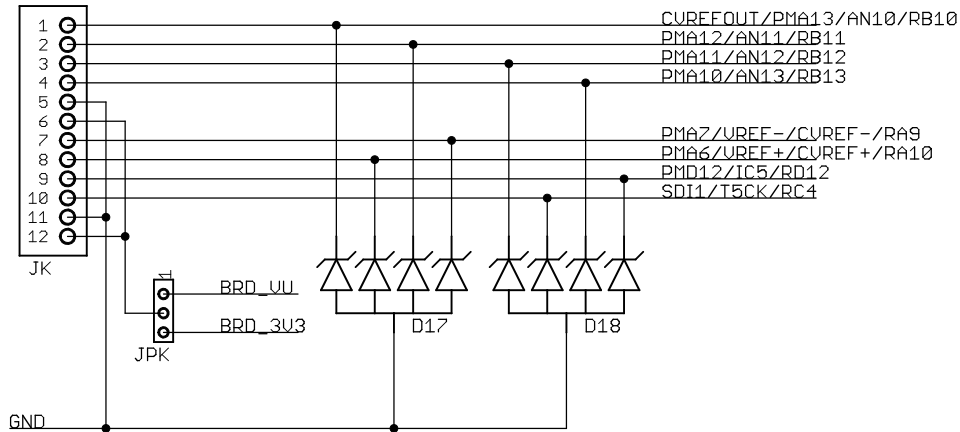 1
2
3
4
5
6
7
8
9
10
11
12
JK
CVREFOUT/PMA13/AN10/RB10
PMA12/AN11/RB11
PMA11/AN12/RB12
PMA10/AN13/RB13
PMA7/VREF-/CVREF-/RA9
PMA6/VREF+/CVREF+/RA10
PMD12/IC5/RD12
SDI1/T5CK/RC4
1
BRD_VU
BRD_3V3
JPK
D17
D18
GND